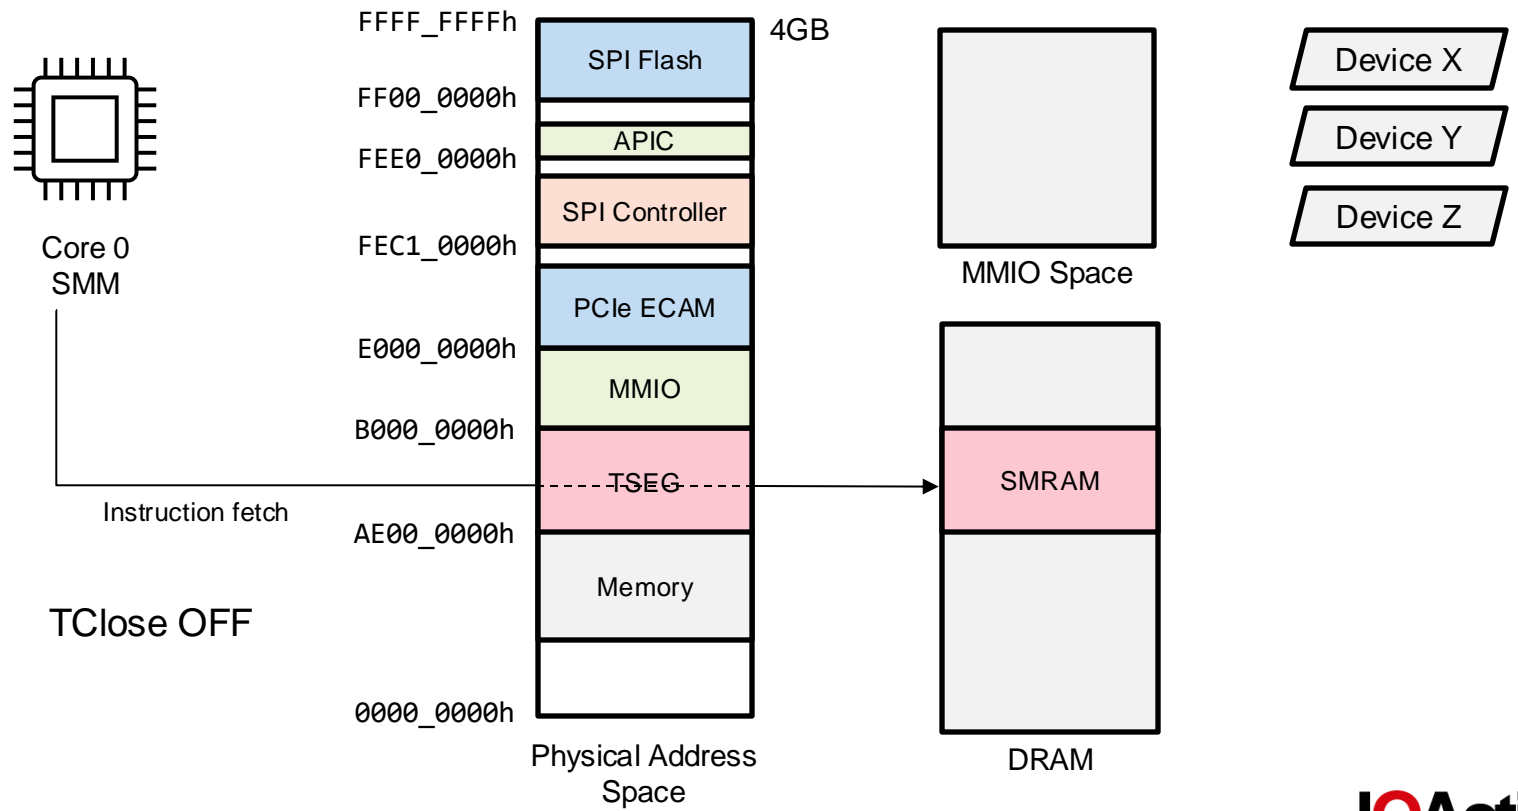 FFFF_FFFFh
4GB
SPI Flash
Device X
FF00_0000h
APIC
Device Y
FEE0_0000h
SPI Controller
Device Z
Core 0
SMM
FEC1_0000h
MMIO Space
PCIe ECAM
E000_0000h
MMIO
B000_0000h
TSEG
SMRAM
Instruction fetch
AE00_0000h
Memory
TClose OFF
0000_0000h
Physical Address
Space
DRAM